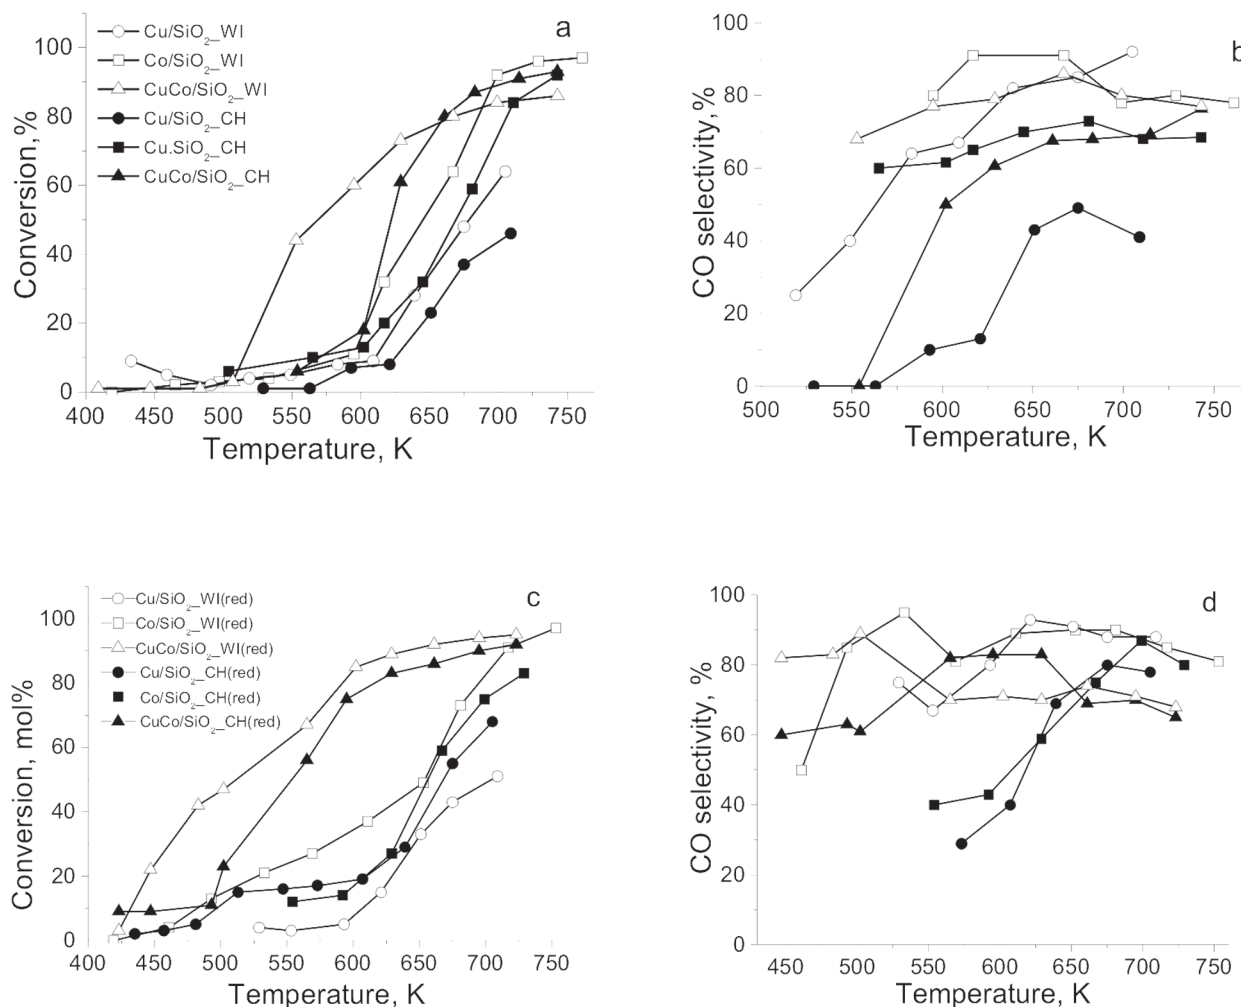 a
Cu/SiO₂_WI
Co/SiO₂_WI
CuCo/SiO₂_WI
Cu/SiO₂_CH
Cu.SiO₂_CH
CuCo/SiO₂_CH
Conversion,%
100
80
60
40
20
0
400 450 500 550 600 650 700 750
Temperature, K
b
CO selectivity,%
100
80
60
40
20
0
500 550 600 650 700 750
Temperature, K
c
Cu/SiO₂_WI(red)
Co/SiO₂_WI(red)
CuCo/SiO₂_WI(red)
Cu/SiO₂_CH(red)
Co/SiO₂_CH(red)
CuCo/SiO₂_CH(red)
Conversion, mol%
100
80
60
40
20
0
400 450 500 550 600 650 700 750
Temperature, K
d
CO selectivity, %
100
80
60
40
20
0
450 500 550 600 650 700 750
Temperature, K